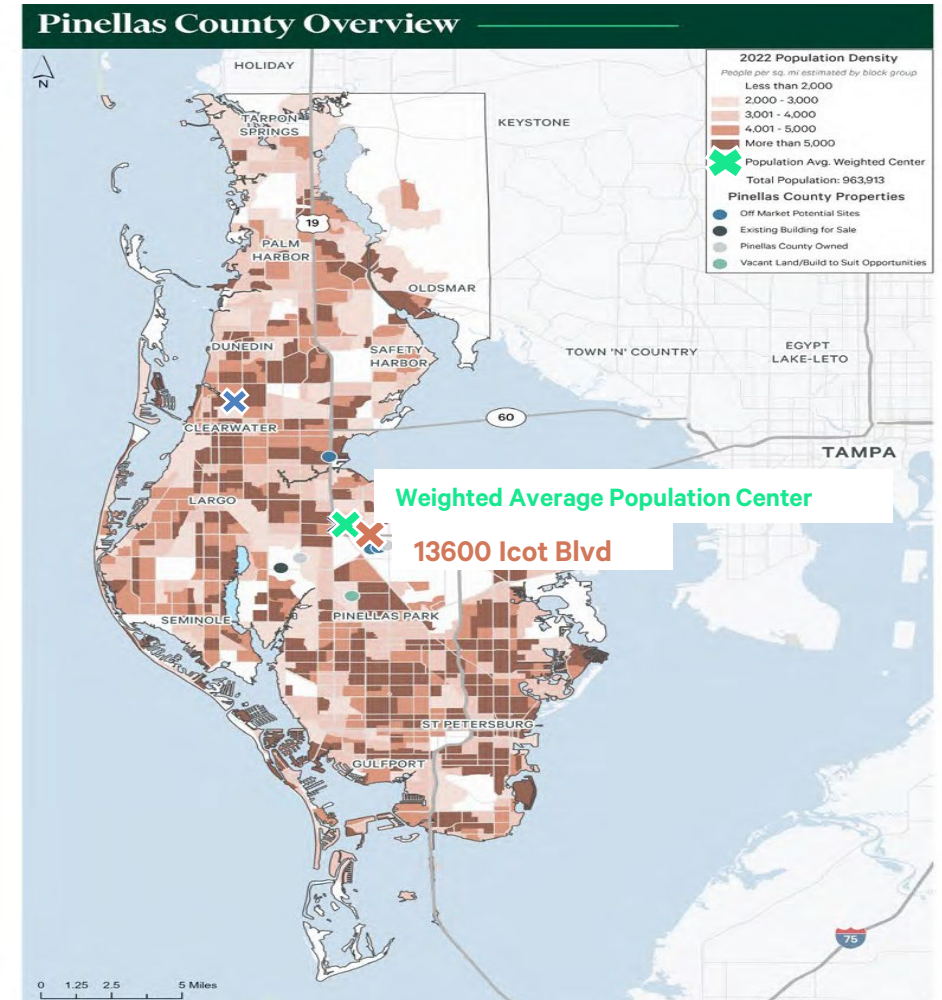 Pinellas County Overview
N
HOLIDAY
TARPON
SPRINGS
KEYSTONE
2022 Population Density
People per sq. mi estimated by block group
Less than 2,000
2,000 - 3,000
3,001 - 4,000
4,001 - 5,000
More than 5,000
Population Avg. Weighted Center
Total Population: 963,913
Pinellas County Properties
Off Market Potential Sites
Existing Building for Sale
Pinellas County Owned
Vacant Land/Build to Suit Opportunities
19
PALM
HARBOR
OLDSMAR
DUNEDIN
SAFETY
HARBOR
TOWN 'N' COUNTRY
EGYPT
LAKE-LETO
60
CLEARWATER
TAMPA
LARGO
Weighted Average Population Center
13600 Icot Blvd
SEMINOLE
PINELLAS PARK
ST PETERSBURG
GULFPORT
75
0 1.25 2.5 5 Miles